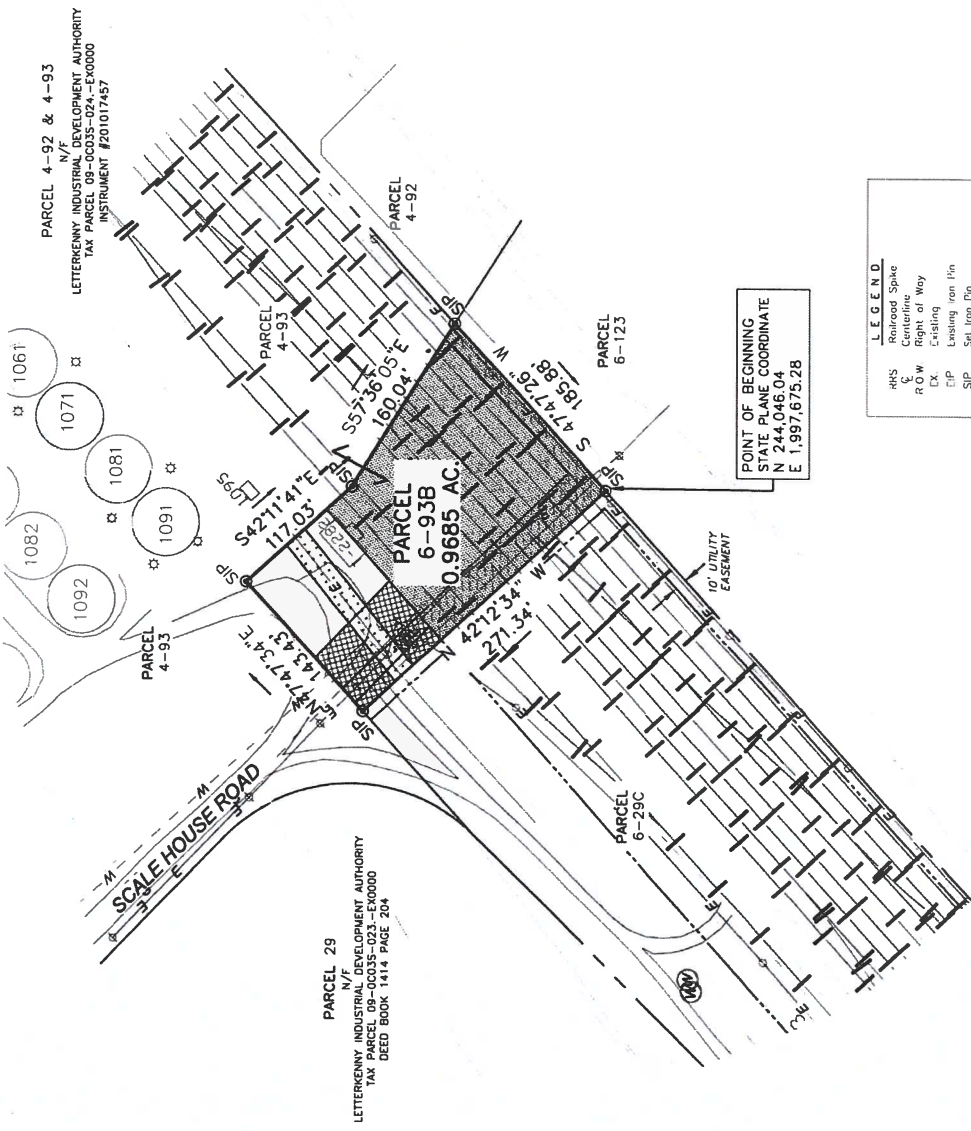 PARCEL 4-92 & 4-93
N/F
LETTERKENNY INDUSTRIAL DEVELOPMENT AUTHORITY
TAX PARCEL 09-0C03S-024.-EX0000
INSTRUMENT #201017457
1061
1071
1081
1082
1091
1092
1095
PARCEL
4-92
PARCEL
4-93
PARCEL
4-93
SIP
SIP
SIP
SIP
SIP
S42°11'41"E
117.03'
S57°36'05"E
160.04'
N47°47'34"E
143.43'
N 42°12'34" W
271.34'
S 47°47'26" W
185.88'
PARCEL
6-93B
0.9685 AC.
-2287-
E
PARCEL
6-123
SCALE HOUSE ROAD
W
W
E
E
POINT OF BEGINNING
STATE PLANE COORDINATE
N 244,046.04
E 1,997,675.28
10' UTILITY
EASEMENT
PARCEL 29
N/F
LETTERKENNY INDUSTRIAL DEVELOPMENT AUTHORITY
TAX PARCEL 09-0C03S-023.-EX0000
DEED BOOK 1414 PAGE 204
PARCEL
6-29C
E
E
E
LEGEND
RRS Railroad Spike
℄ Centerline
R O W Right of Way
EX. Existing
EIP Existing Iron Pin
SIP Set Iron Pin